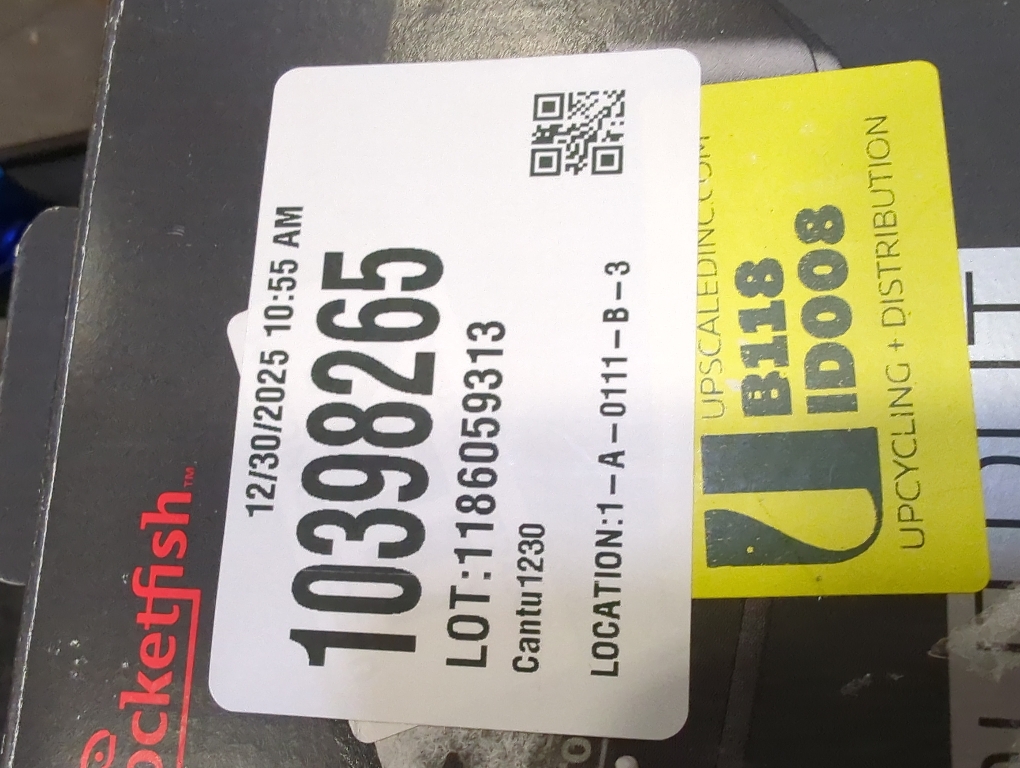 ocketfish™
12/30/2025 10:55 AM
10398265
LOT:1186059313
Cantu1230
LOCATION:1-A-0111-B-3
UPSCALEDINC.COM
B118
ID008
UPCYCLING + DISTRIBUTION